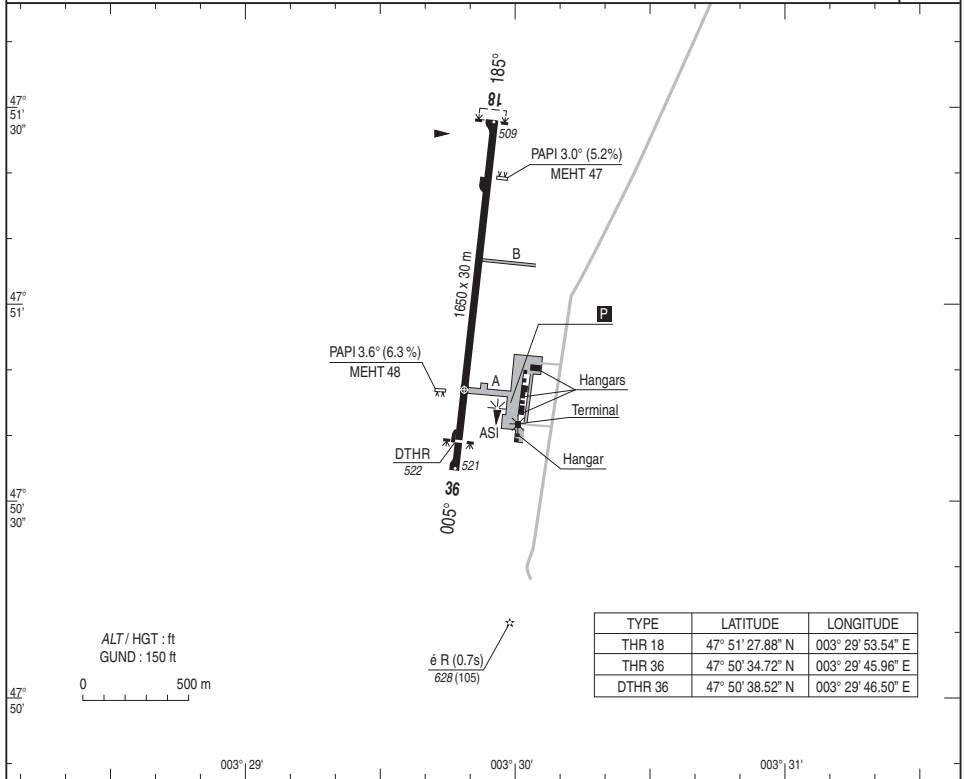 185°
18
509
PAPI 3.0° (5.2%)
MEHT 47
B
1650 x 30 m
P
PAPI 3.6° (6.3 %)
MEHT 48
A
Hangars
Terminal
ASI
Hangar
DTHR
522
521
36
005°
47°
51'
30"
47°
51'
47°
50'
30"
47°
50'
ALT / HGT : ft
GUND : 150 ft
0 500 m
é R (0.7s)
628 (105)
TYPE LATITUDE LONGITUDE
THR 18 47° 51' 27.88" N 003° 29' 53.54" E
THR 36 47° 50' 34.72" N 003° 29' 45.96" E
DTHR 36 47° 50' 38.52" N 003° 29' 46.50" E
003° 29' 003° 30' 003° 31'